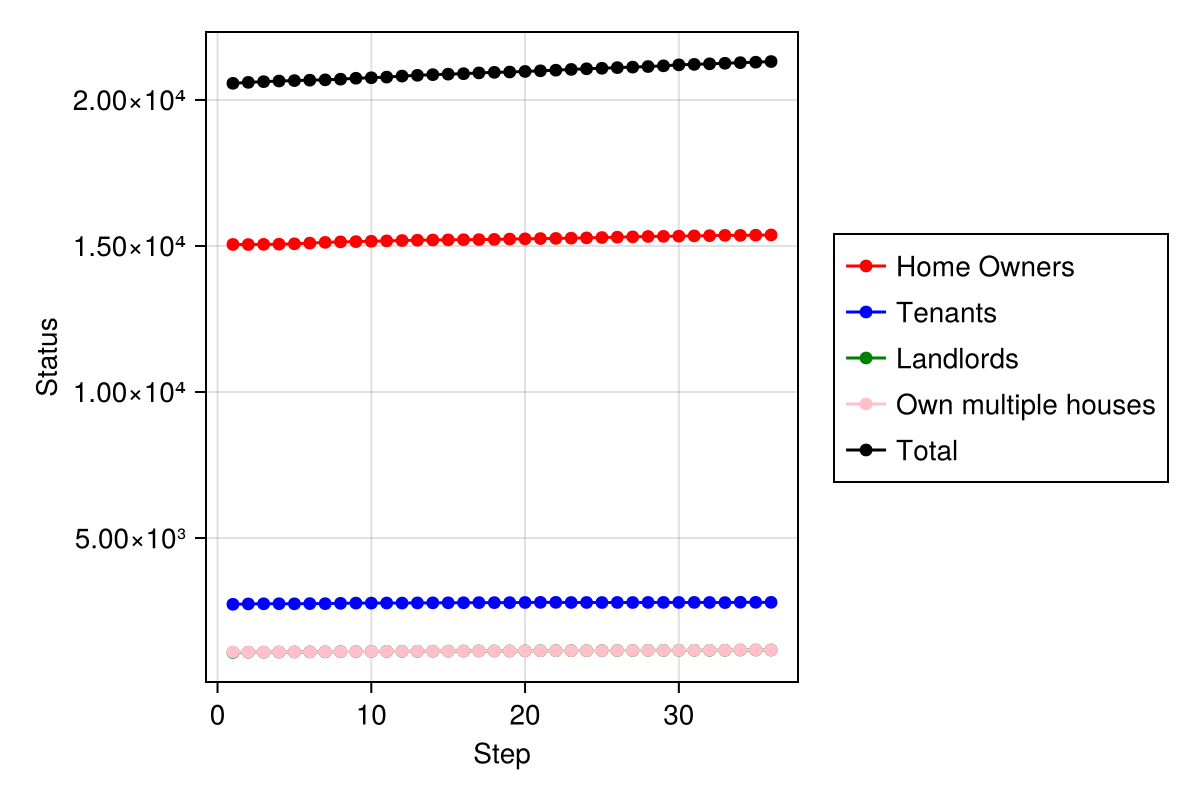 2.00×10⁴
1.50×10⁴
1.00×10⁴
5.00×10³
Status
0 10 20 30
Step
Home Owners
Tenants
Landlords
Own multiple houses
Total